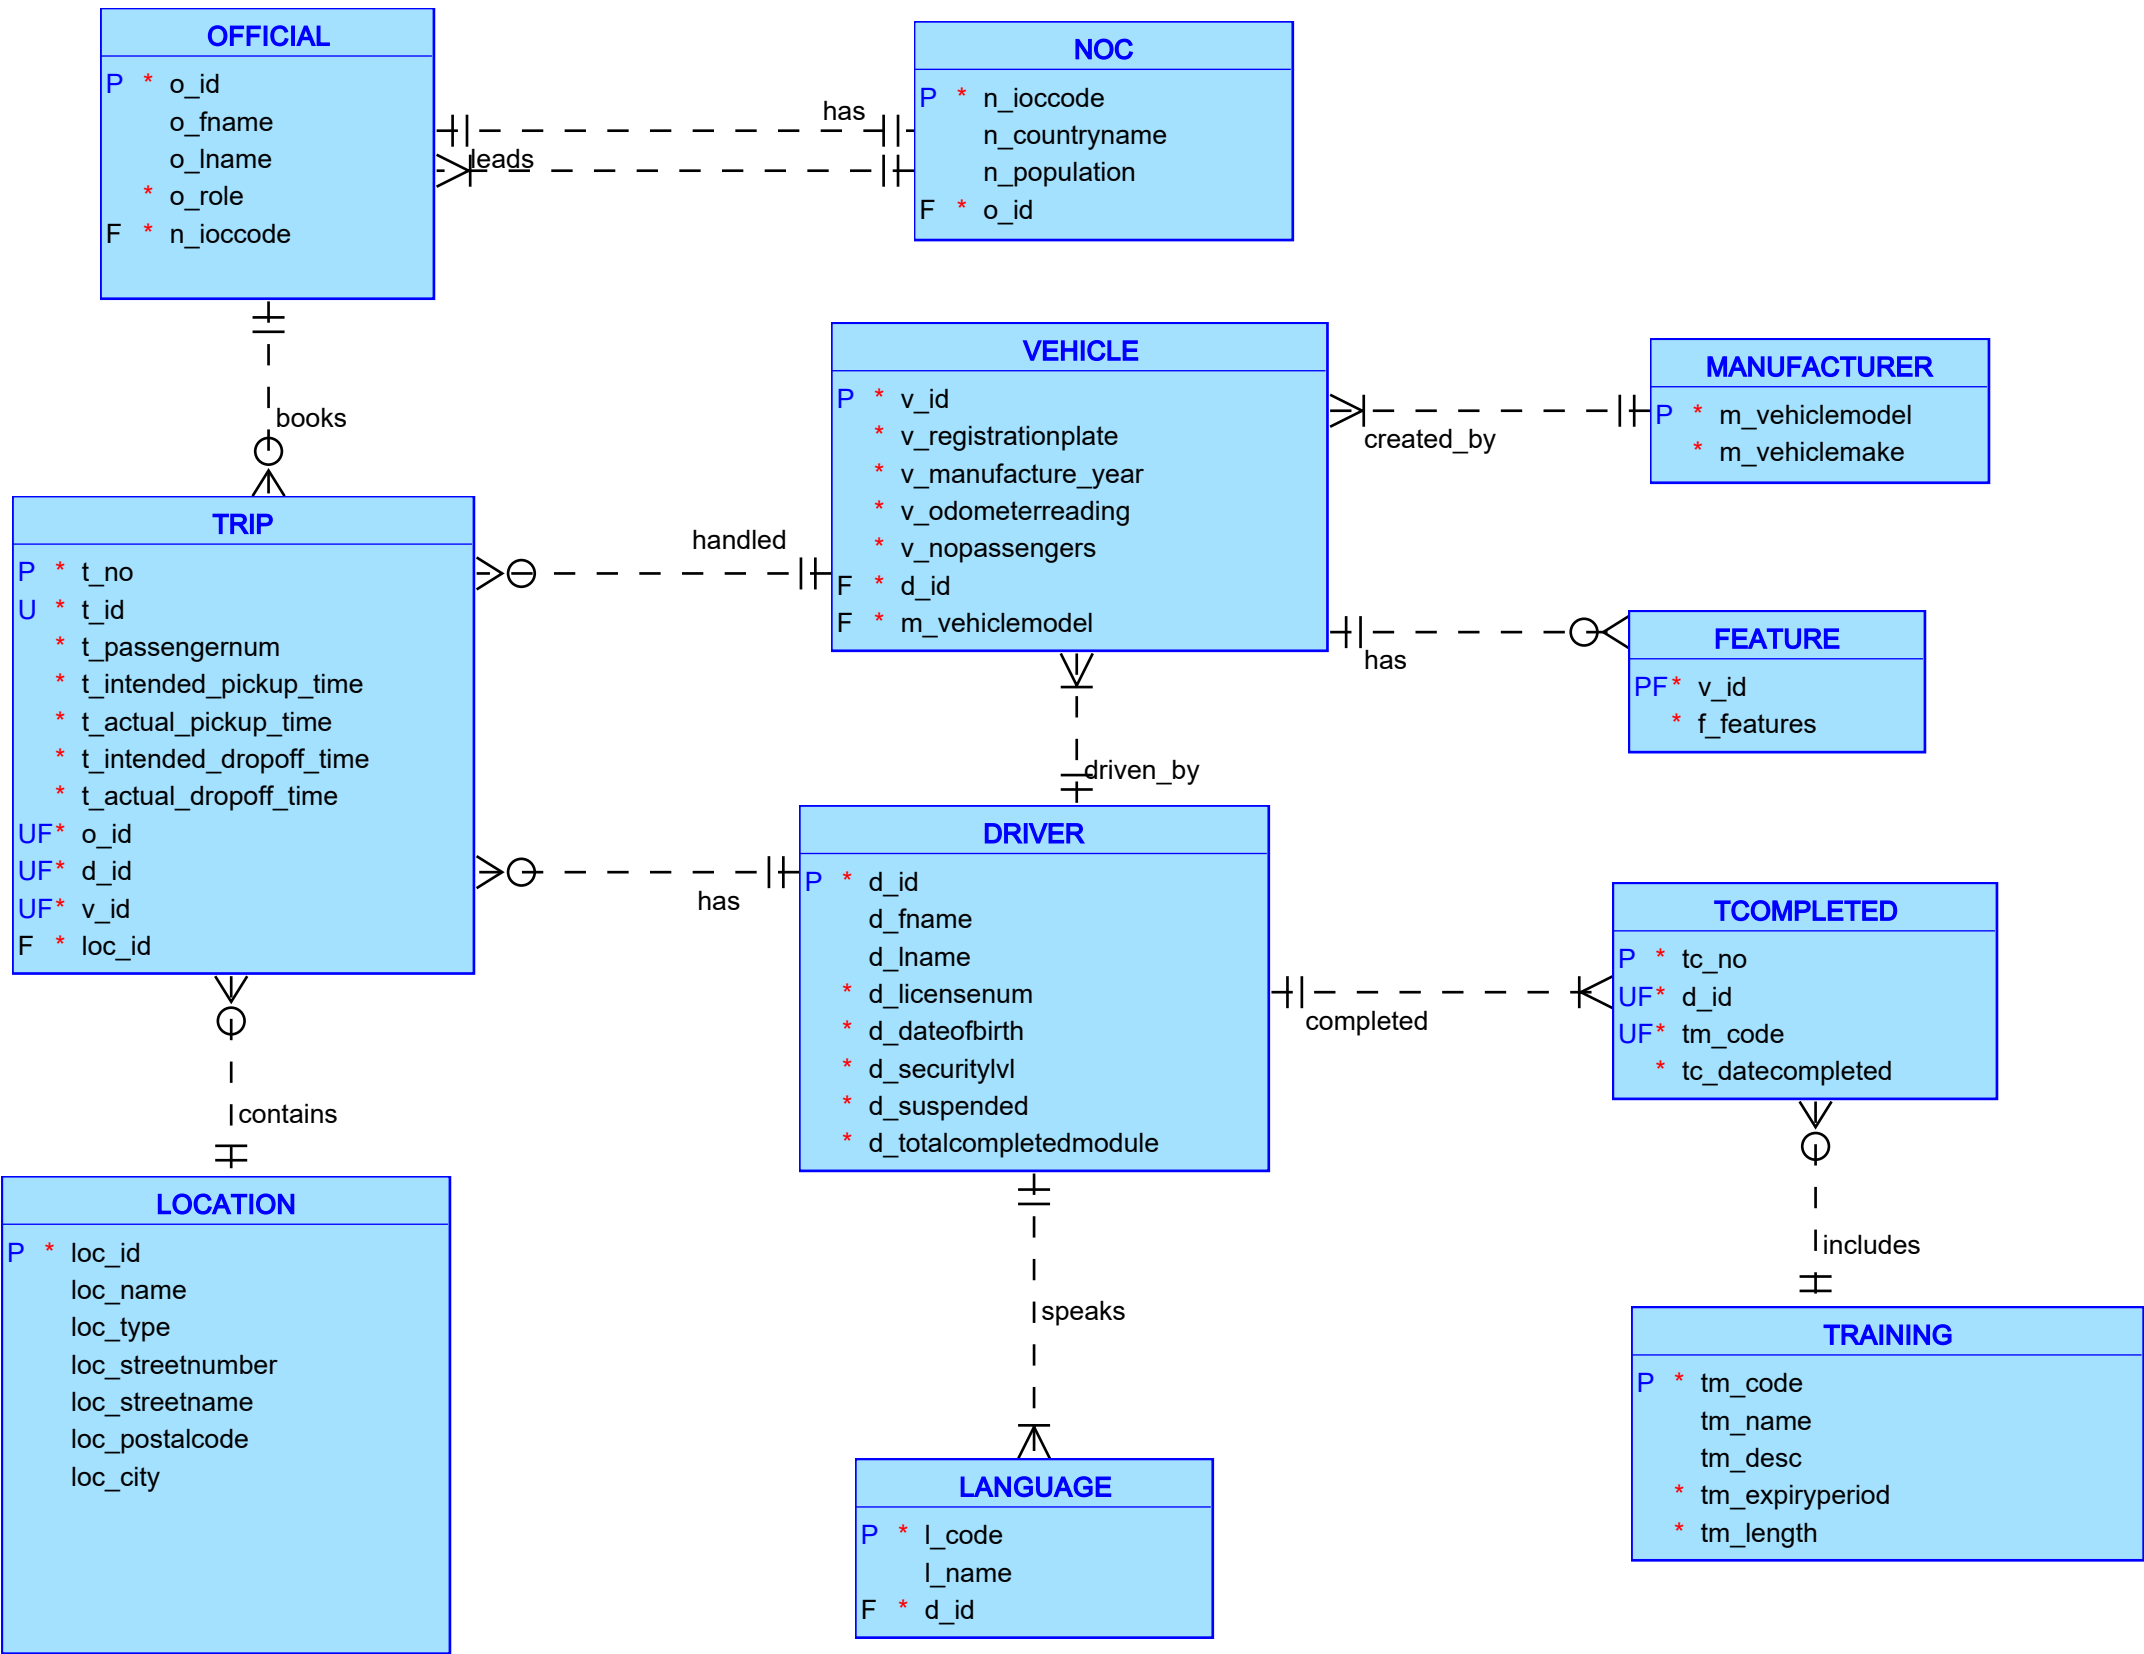 OFFICIAL
P * o_id
o_fname
o_lname
* o_role
F * n_ioccode
has
leads
NOC
P * n_ioccode
n_countryname
n_population
F * o_id
books
VEHICLE
P * v_id
* v_registrationplate
* v_manufacture_year
* v_odometerreading
* v_nopassengers
F * d_id
F * m_vehiclemodel
created_by
MANUFACTURER
P * m_vehiclemodel
* m_vehiclemake
TRIP
P * t_no
U * t_id
* t_passengernum
* t_intended_pickup_time
* t_actual_pickup_time
* t_intended_dropoff_time
* t_actual_dropoff_time
UF* o_id
UF* d_id
UF* v_id
F * loc_id
handled
has
FEATURE
PF* v_id
* f_features
driven_by
has
DRIVER
P * d_id
d_fname
d_lname
* d_licensenum
* d_dateofbirth
* d_securitylvl
* d_suspended
* d_totalcompletedmodule
completed
TCOMPLETED
P * tc_no
UF* d_id
UF* tm_code
* tc_datecompleted
contains
LOCATION
P * loc_id
loc_name
loc_type
loc_streetnumber
loc_streetname
loc_postalcode
loc_city
speaks
includes
LANGUAGE
P * l_code
l_name
F * d_id
TRAINING
P * tm_code
tm_name
tm_desc
* tm_expiryperiod
* tm_length